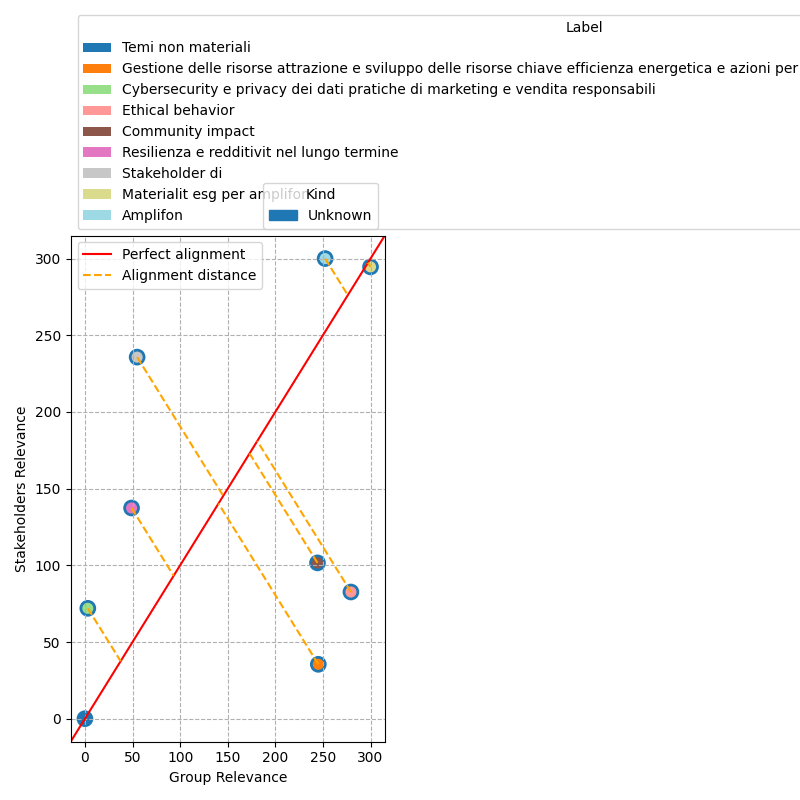 Label
Temi non materiali
Gestione delle risorse attrazione e sviluppo delle risorse chiave efficienza energetica e azioni per
Cybersecurity e privacy dei dati pratiche di marketing e vendita responsabili
Ethical behavior
Community impact
Resilienza e redditivit nel lungo termine
Stakeholder di
Materialit esg per amplifon
Amplifon
Kind
Unknown
Perfect alignment
Alignment distance
300
250
200
150
100
50
0
Stakeholders Relevance
0 50 100 150 200 250 300
Group Relevance